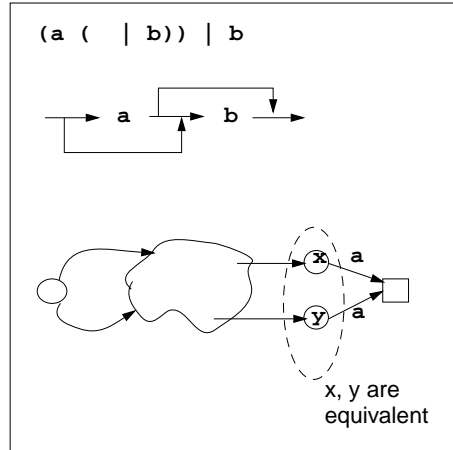 (a (  | b)) | b
a b
x a
y a
x, y are
equivalent